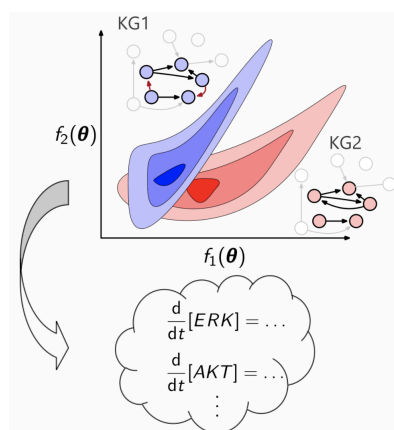 KG1
f₂(θ)
KG2
f₁(θ)
d/dt[ERK] = ...
d/dt[AKT] = ...
⋮